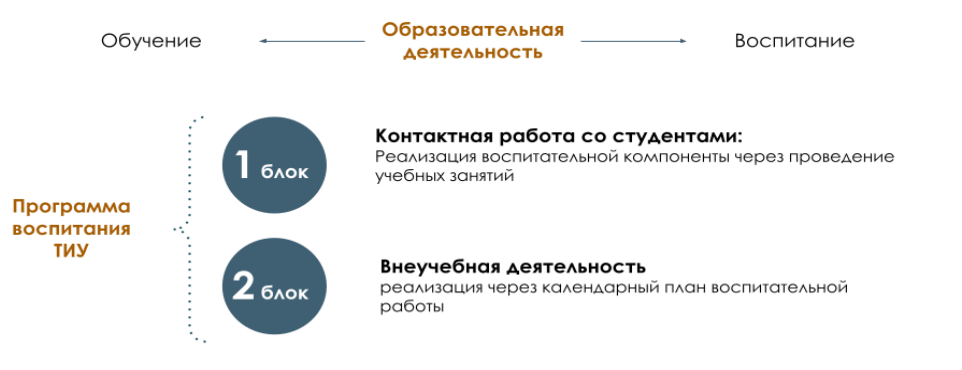 Обучение
Образовательная
деятельность
Воспитание
Программа
воспитания
ТИУ
1 блок
Контактная работа со студентами:
Реализация воспитательной компоненты через проведение
учебных занятий
2 блок
Внеучебная деятельность
реализация через календарный план воспитательной
работы